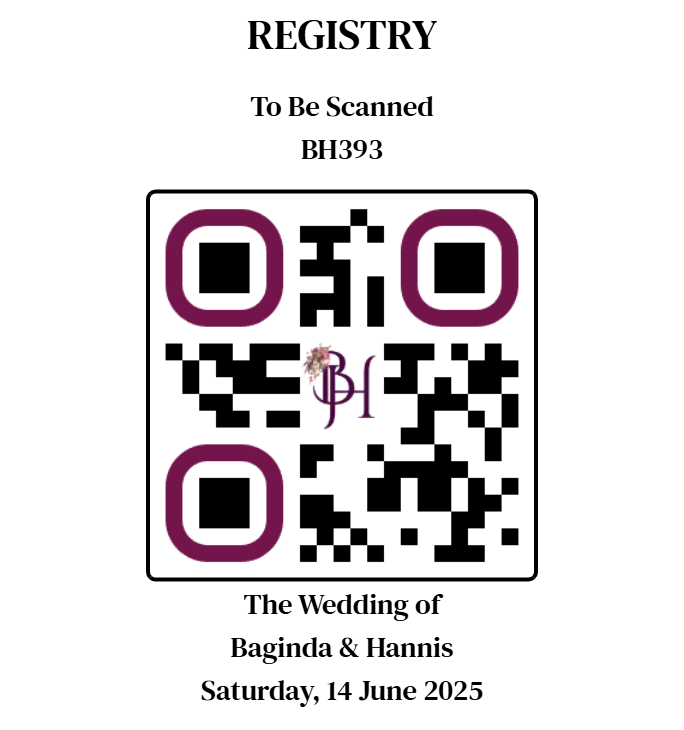 REGISTRY
To Be Scanned
BH393
BH
The Wedding of
Baginda & Hannis
Saturday, 14 June 2025